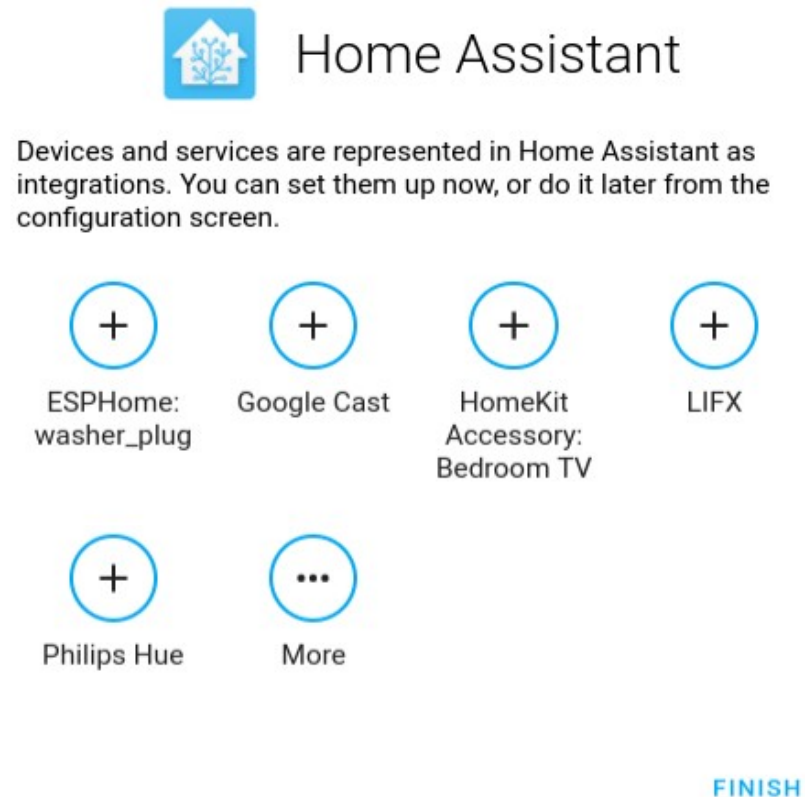 Home Assistant
Devices and services are represented in Home Assistant as
integrations. You can set them up now, or do it later from the
configuration screen.
ESPHome:
washer_plug
Google Cast
HomeKit
Accessory:
Bedroom TV
LIFX
Philips Hue
More
FINISH